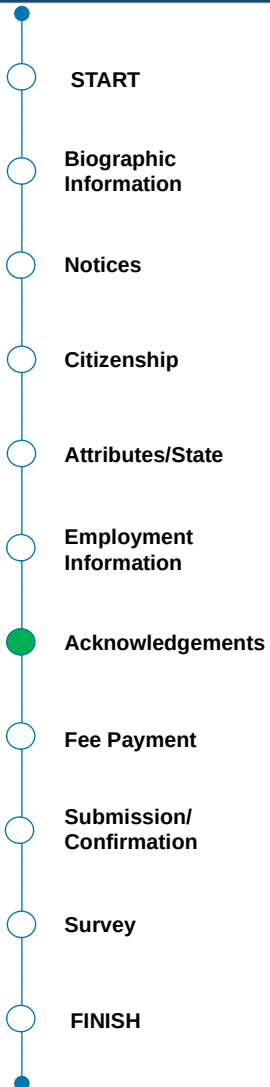 START
Biographic
Information
Notices
Citizenship
Attributes/State
Employment
Information
Acknowledgements
Fee Payment
Submission/
Confirmation
Survey
FINISH